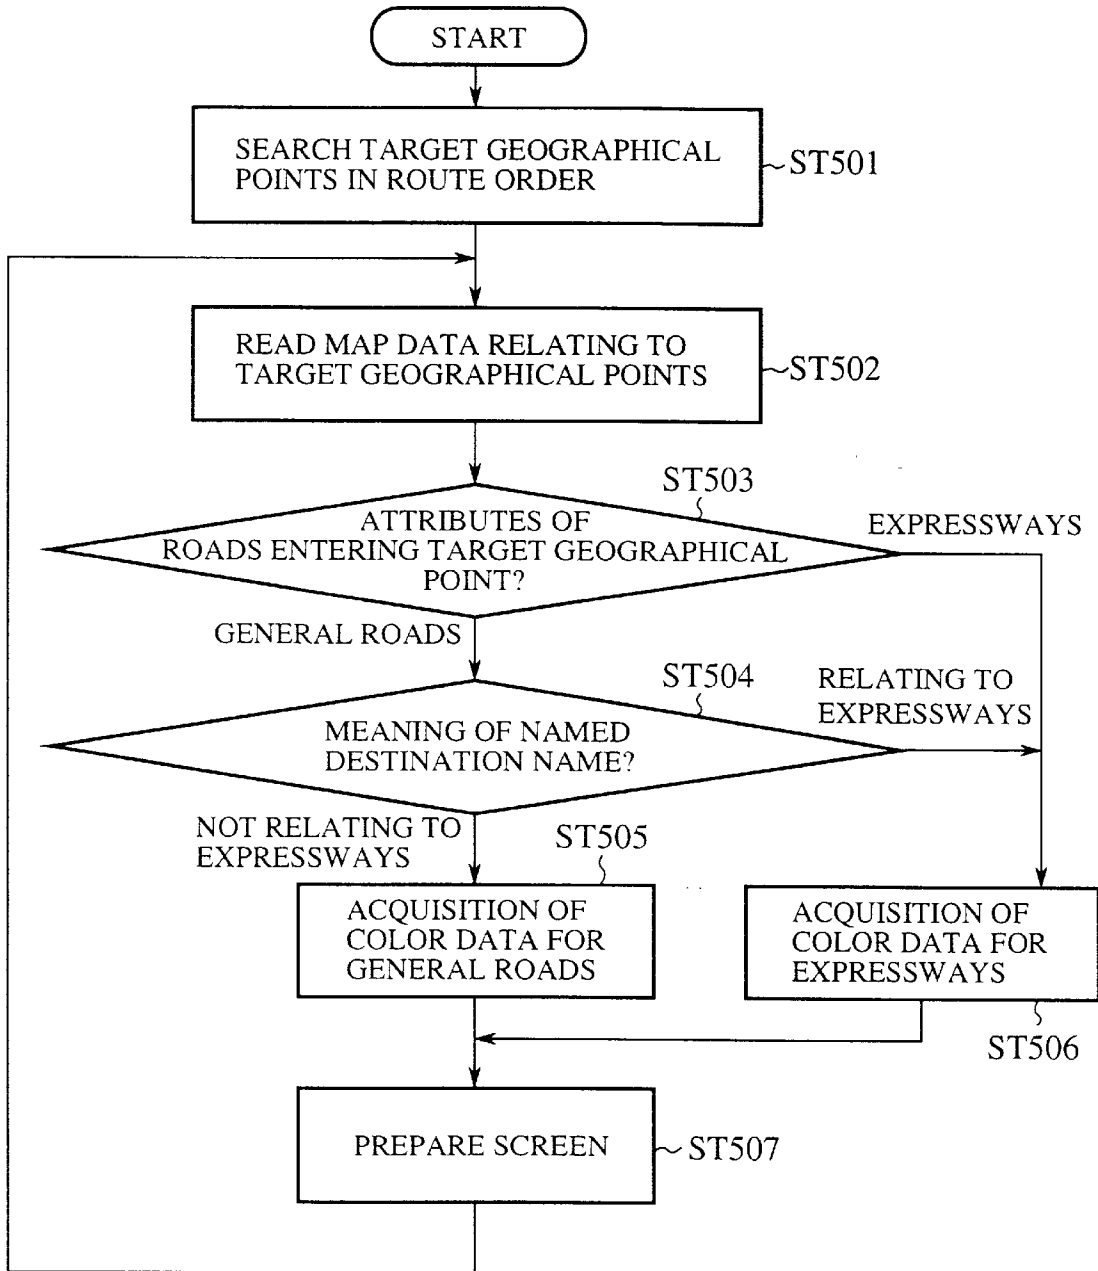 START
SEARCH TARGET GEOGRAPHICAL
POINTS IN ROUTE ORDER
ST501
READ MAP DATA RELATING TO
TARGET GEOGRAPHICAL POINTS
ST502
ST503
ATTRIBUTES OF
ROADS ENTERING TARGET GEOGRAPHICAL
POINT?
EXPRESSWAYS
GENERAL ROADS
ST504
MEANING OF NAMED
DESTINATION NAME?
RELATING TO
EXPRESSWAYS
NOT RELATING TO
EXPRESSWAYS
ST505
ACQUISITION OF
COLOR DATA FOR
GENERAL ROADS
ACQUISITION OF
COLOR DATA FOR
EXPRESSWAYS
ST506
PREPARE SCREEN
ST507